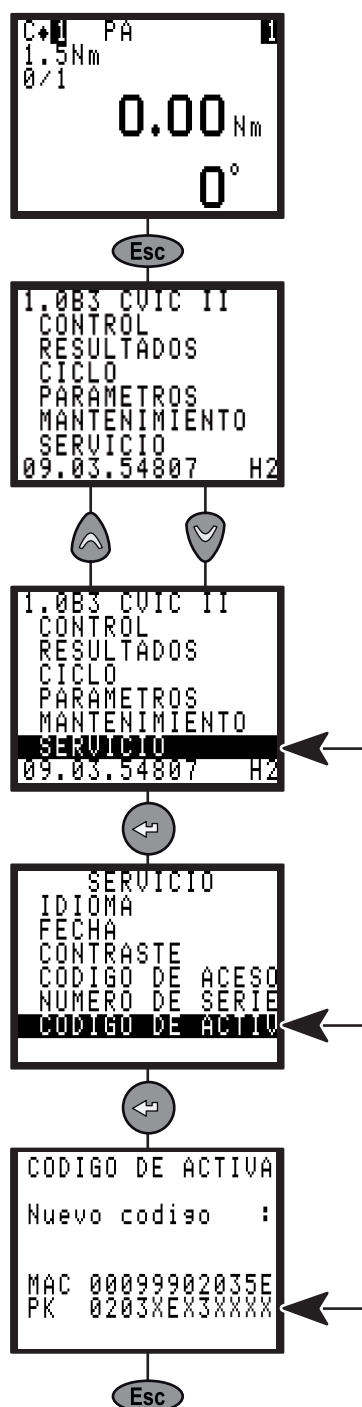 C♦1 PA 1
1.5Nm
0/1
0.00 Nm
0°
Esc
1.0B3 CVIC II
CONTROL
RESULTADOS
CICLO
PARAMETROS
MANTENIMIENTO
SERVICIO
09.03.54807 H2
1.0B3 CVIC II
CONTROL
RESULTADOS
CICLO
PARAMETROS
MANTENIMIENTO
SERVICIO
09.03.54807 H2
SERVICIO
IDIOMA
FECHA
CONTRASTE
CODIGO DE ACESO
NUMERO DE SERIE
CODIGO DE ACTIV
CODIGO DE ACTIVA
Nuevo codigo :
MAC 00099902035E
PK 0203XEX3XXXX
Esc